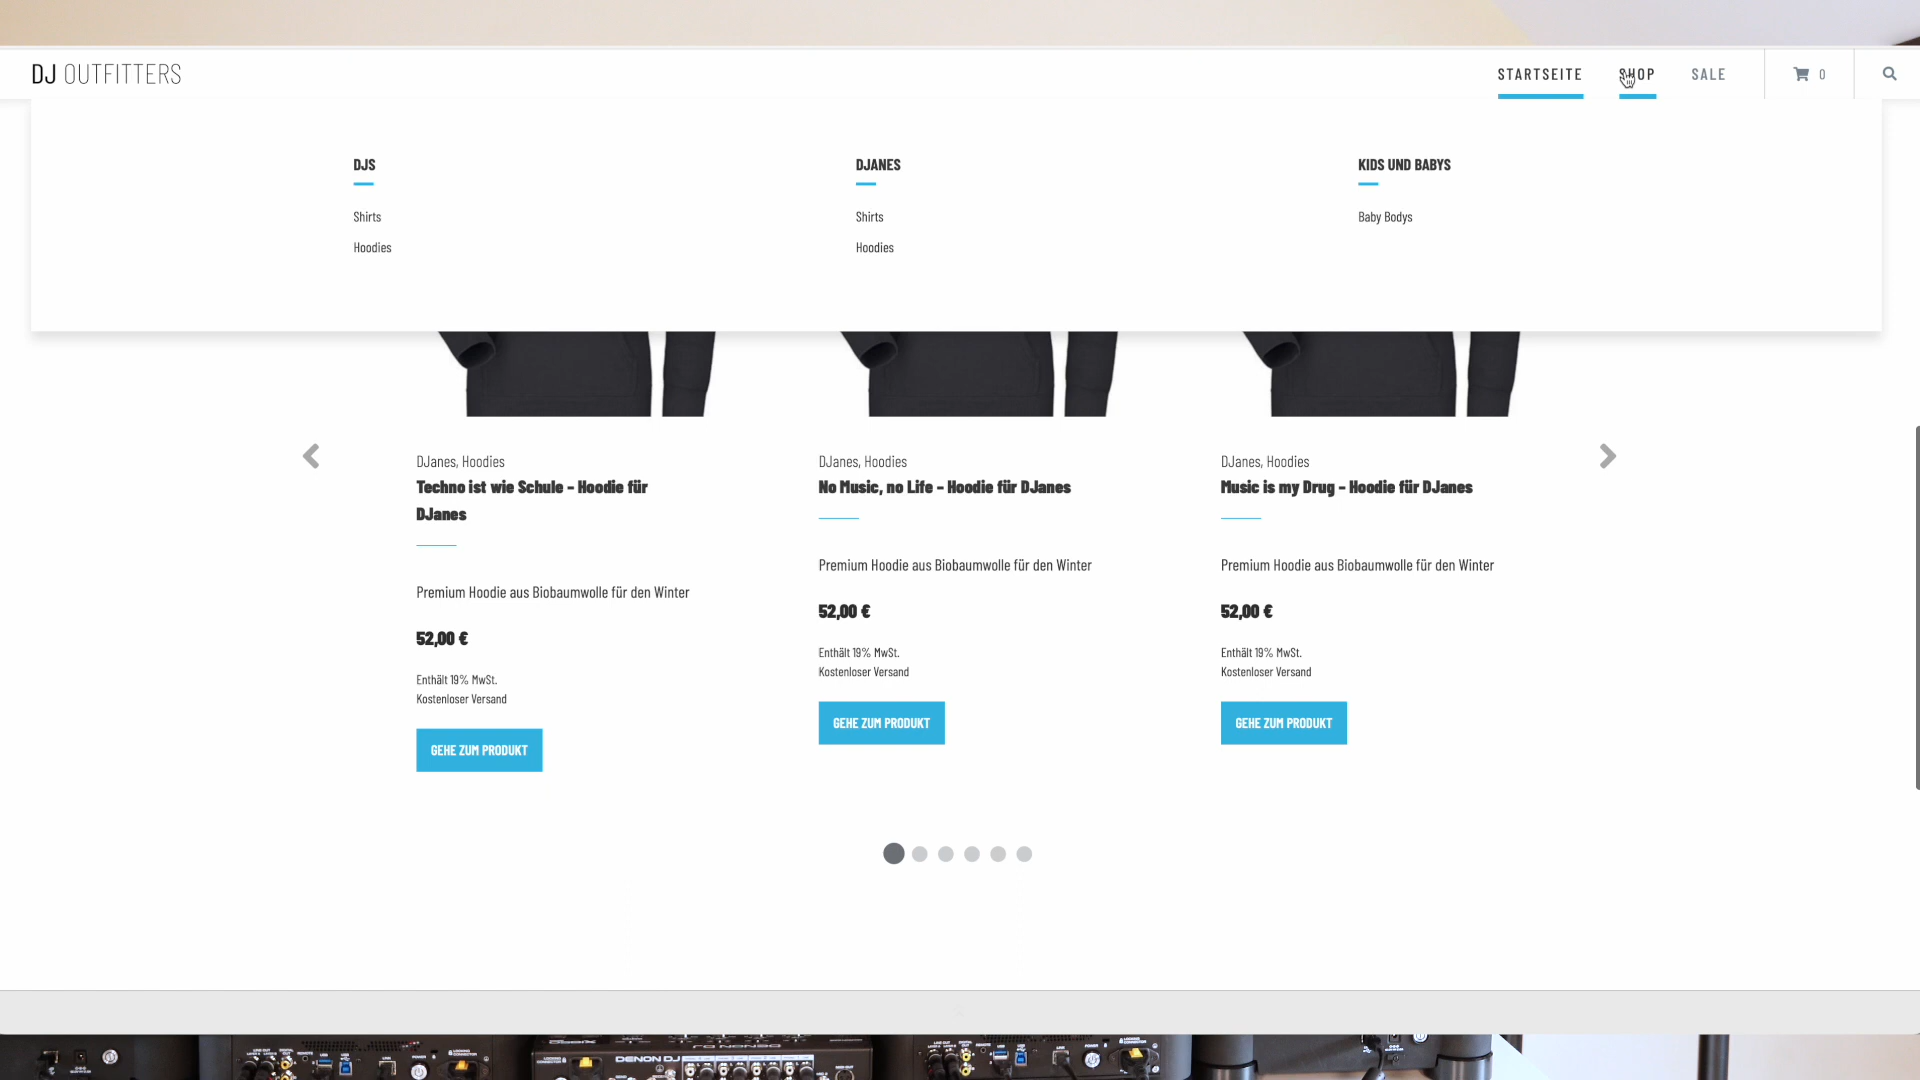 DJ OUTFITTERS
STARTSEITE
SHOP
SALE
0
DJS
Shirts
Hoodies
DJANES
Shirts
Hoodies
KIDS UND BABYS
Baby Bodys
DJanes, Hoodies
Techno ist wie Schule – Hoodie für
DJanes
Premium Hoodie aus Biobaumwolle für den Winter
52,00 €
Enthält 19% MwSt.
Kostenloser Versand
GEHE ZUM PRODUKT
DJanes, Hoodies
No Music, no Life – Hoodie für DJanes
Premium Hoodie aus Biobaumwolle für den Winter
52,00 €
Enthält 19% MwSt.
Kostenloser Versand
GEHE ZUM PRODUKT
DJanes, Hoodies
Music is my Drug – Hoodie für DJanes
Premium Hoodie aus Biobaumwolle für den Winter
52,00 €
Enthält 19% MwSt.
Kostenloser Versand
GEHE ZUM PRODUKT
DENON DJ